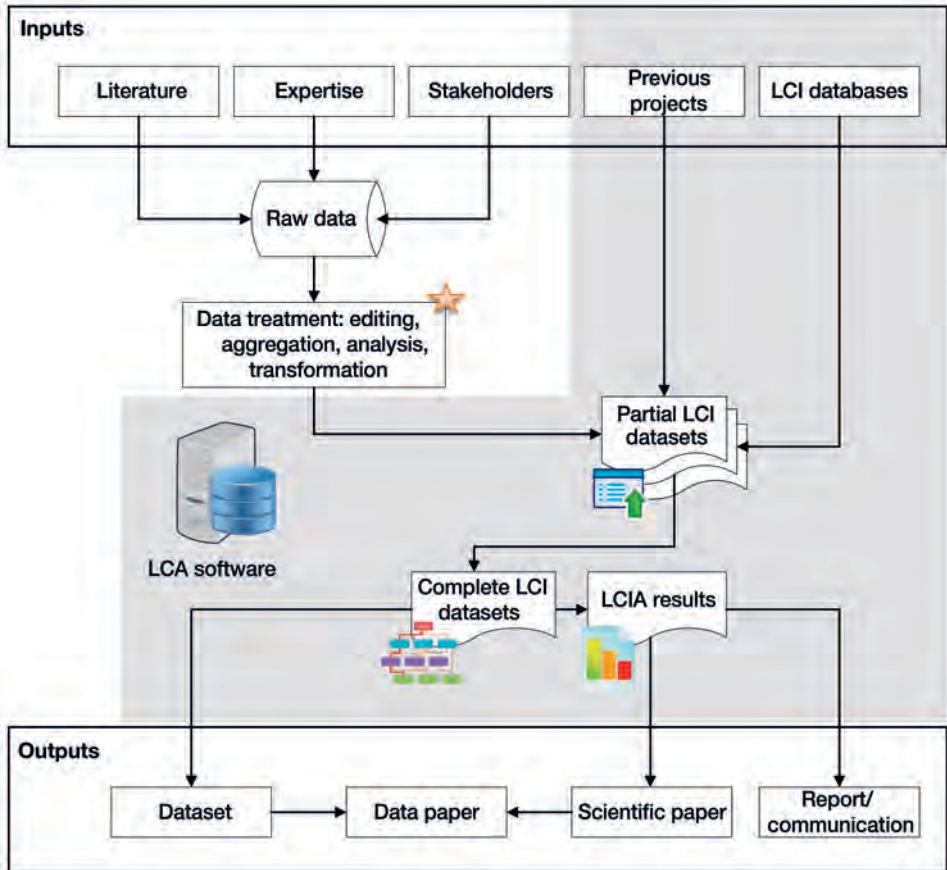 Inputs
Literature
Expertise
Stakeholders
Previous
projects
LCI databases
Raw data
Data treatment: editing,
aggregation, analysis,
transformation
Partial LCI
datasets
LCA software
Complete LCI
datasets
LCIA results
Outputs
Dataset
Data paper
Scientific paper
Report/
communication